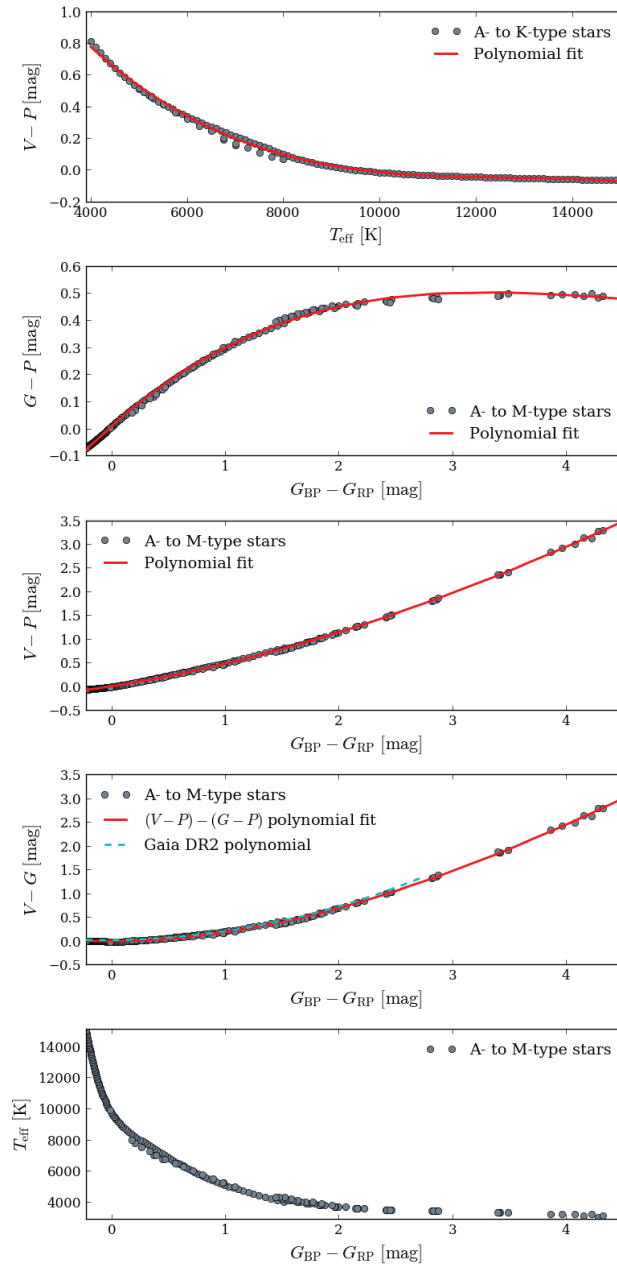 1.0
0.8
0.6
0.4
0.2
0.0
−0.2
V − P [mag]
A- to K-type stars
Polynomial fit
4000 6000 8000 10000 12000 14000
T_eff [K]
0.6
0.5
0.4
0.3
0.2
0.1
0.0
−0.1
G − P [mag]
A- to M-type stars
Polynomial fit
0 1 2 3 4
G_BP − G_RP [mag]
3.5
3.0
2.5
2.0
1.5
1.0
0.5
0.0
−0.5
V − P [mag]
A- to M-type stars
Polynomial fit
0 1 2 3 4
G_BP − G_RP [mag]
3.5
3.0
2.5
2.0
1.5
1.0
0.5
0.0
−0.5
V − G [mag]
A- to M-type stars
(V − P) − (G − P) polynomial fit
Gaia DR2 polynomial
0 1 2 3 4
G_BP − G_RP [mag]
14000
12000
10000
8000
6000
4000
T_eff [K]
A- to M-type stars
0 1 2 3 4
G_BP − G_RP [mag]